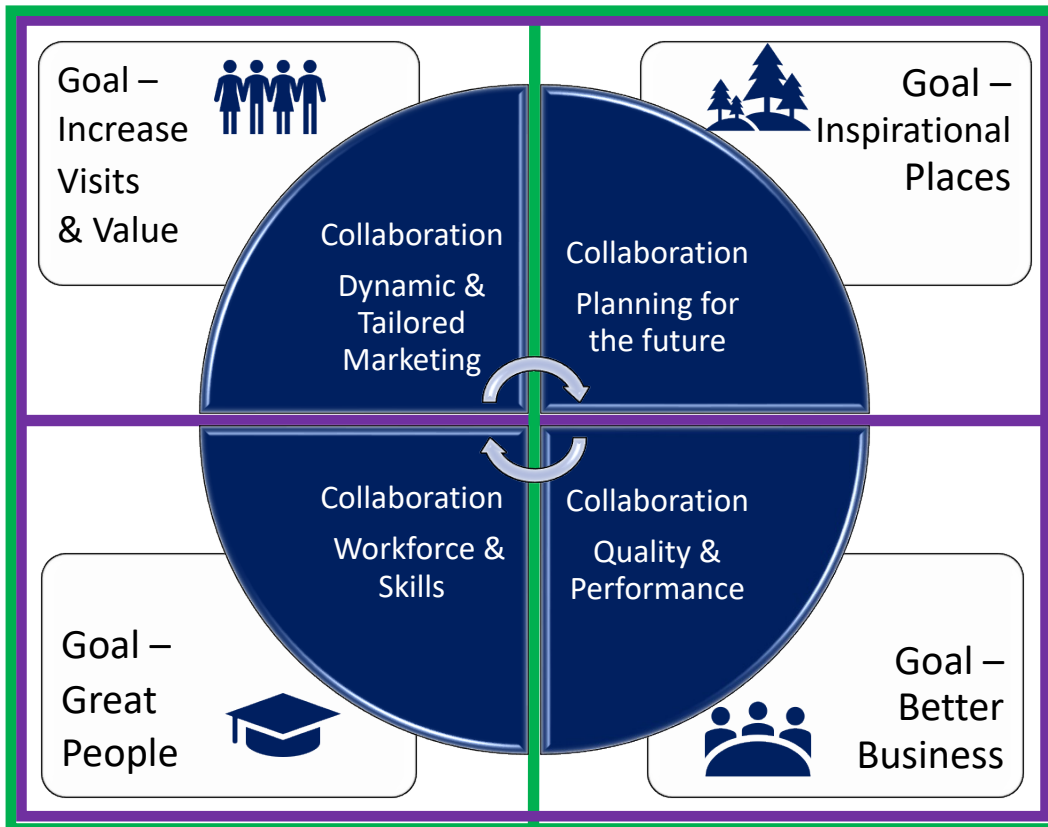 Goal –
Increase
Visits
& Value
Collaboration
Dynamic &
Tailored
Marketing
Goal –
Inspirational
Places
Collaboration
Planning for
the future
Collaboration
Workforce &
Skills
Goal –
Great
People
Collaboration
Quality &
Performance
Goal –
Better
Business